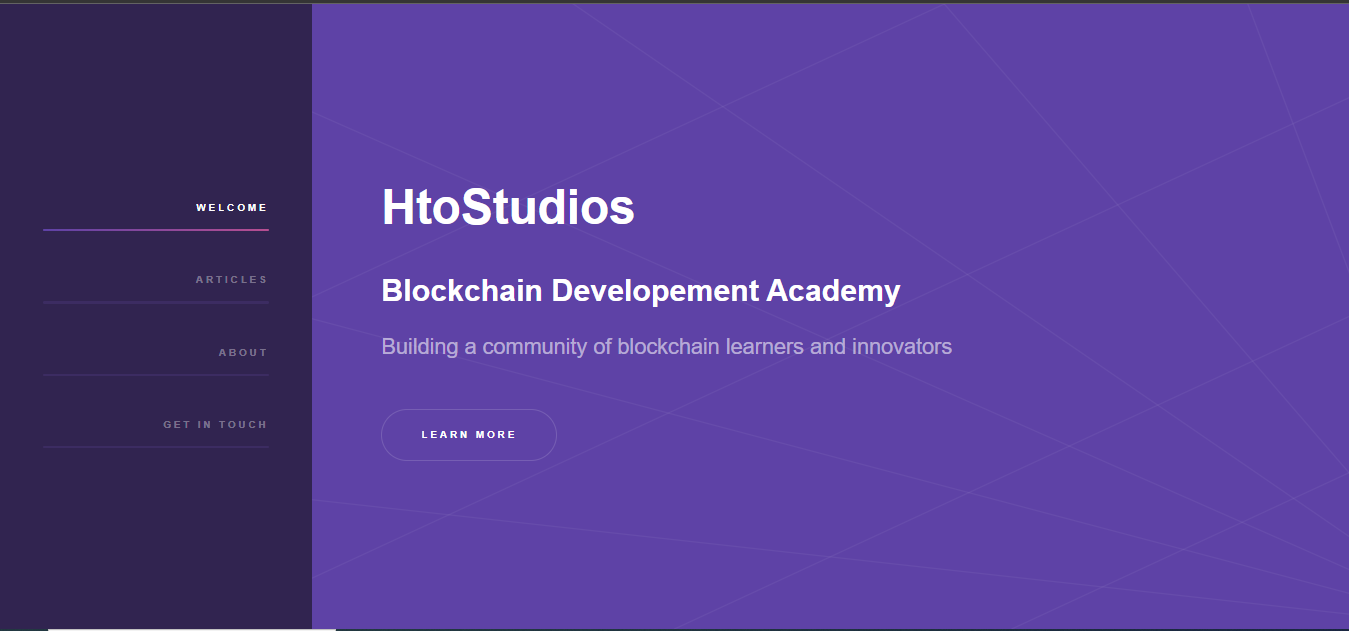 WELCOME
ARTICLES
ABOUT
GET IN TOUCH
HtoStudios
Blockchain Developement Academy
Building a community of blockchain learners and innovators
LEARN MORE